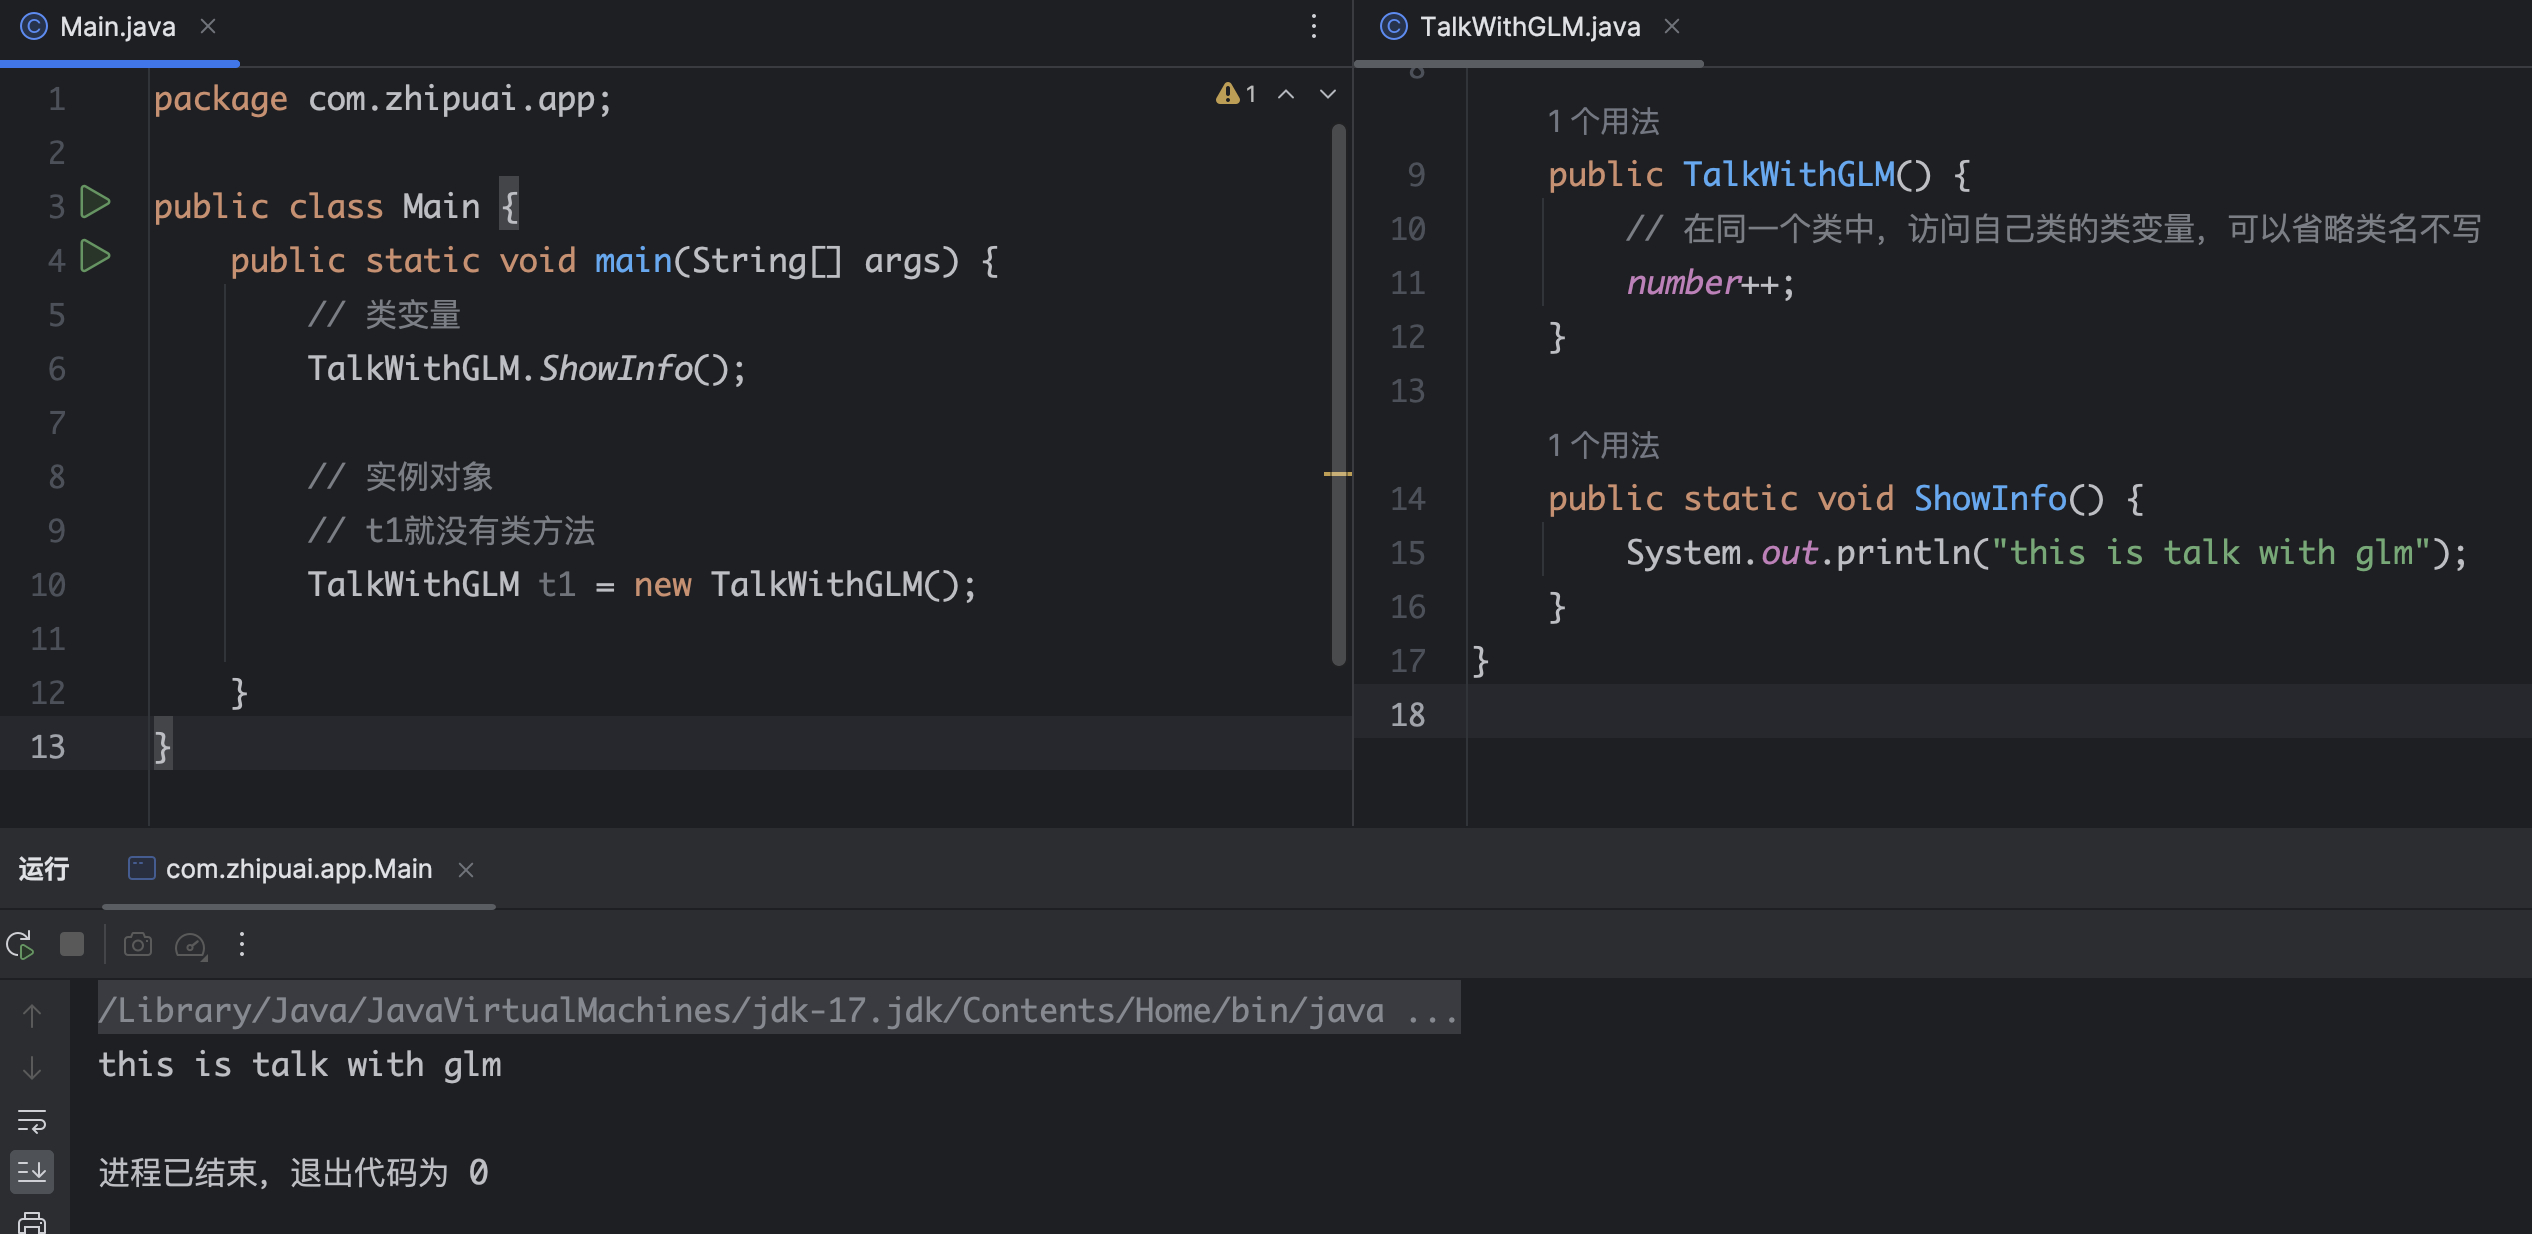 Main.java
TalkWithGLM.java
1
1 package com.zhipuai.app;
2
3 public class Main {
4 public static void main(String[] args) {
5 // 类变量
6 TalkWithGLM.ShowInfo();
7
8 // 实例对象
9 // t1就没有类方法
10 TalkWithGLM t1 = new TalkWithGLM();
11
12 }
13 }
8
1个用法
9 public TalkWithGLM() {
10 // 在同一个类中，访问自己类的类变量，可以省略类名不写
11 number++;
12 }
13
1个用法
14 public static void ShowInfo() {
15 System.out.println("this is talk with glm");
16 }
17 }
18
运行
com.zhipuai.app.Main
/Library/Java/JavaVirtualMachines/jdk-17.jdk/Contents/Home/bin/java ...
this is talk with glm
进程已结束，退出代码为 0